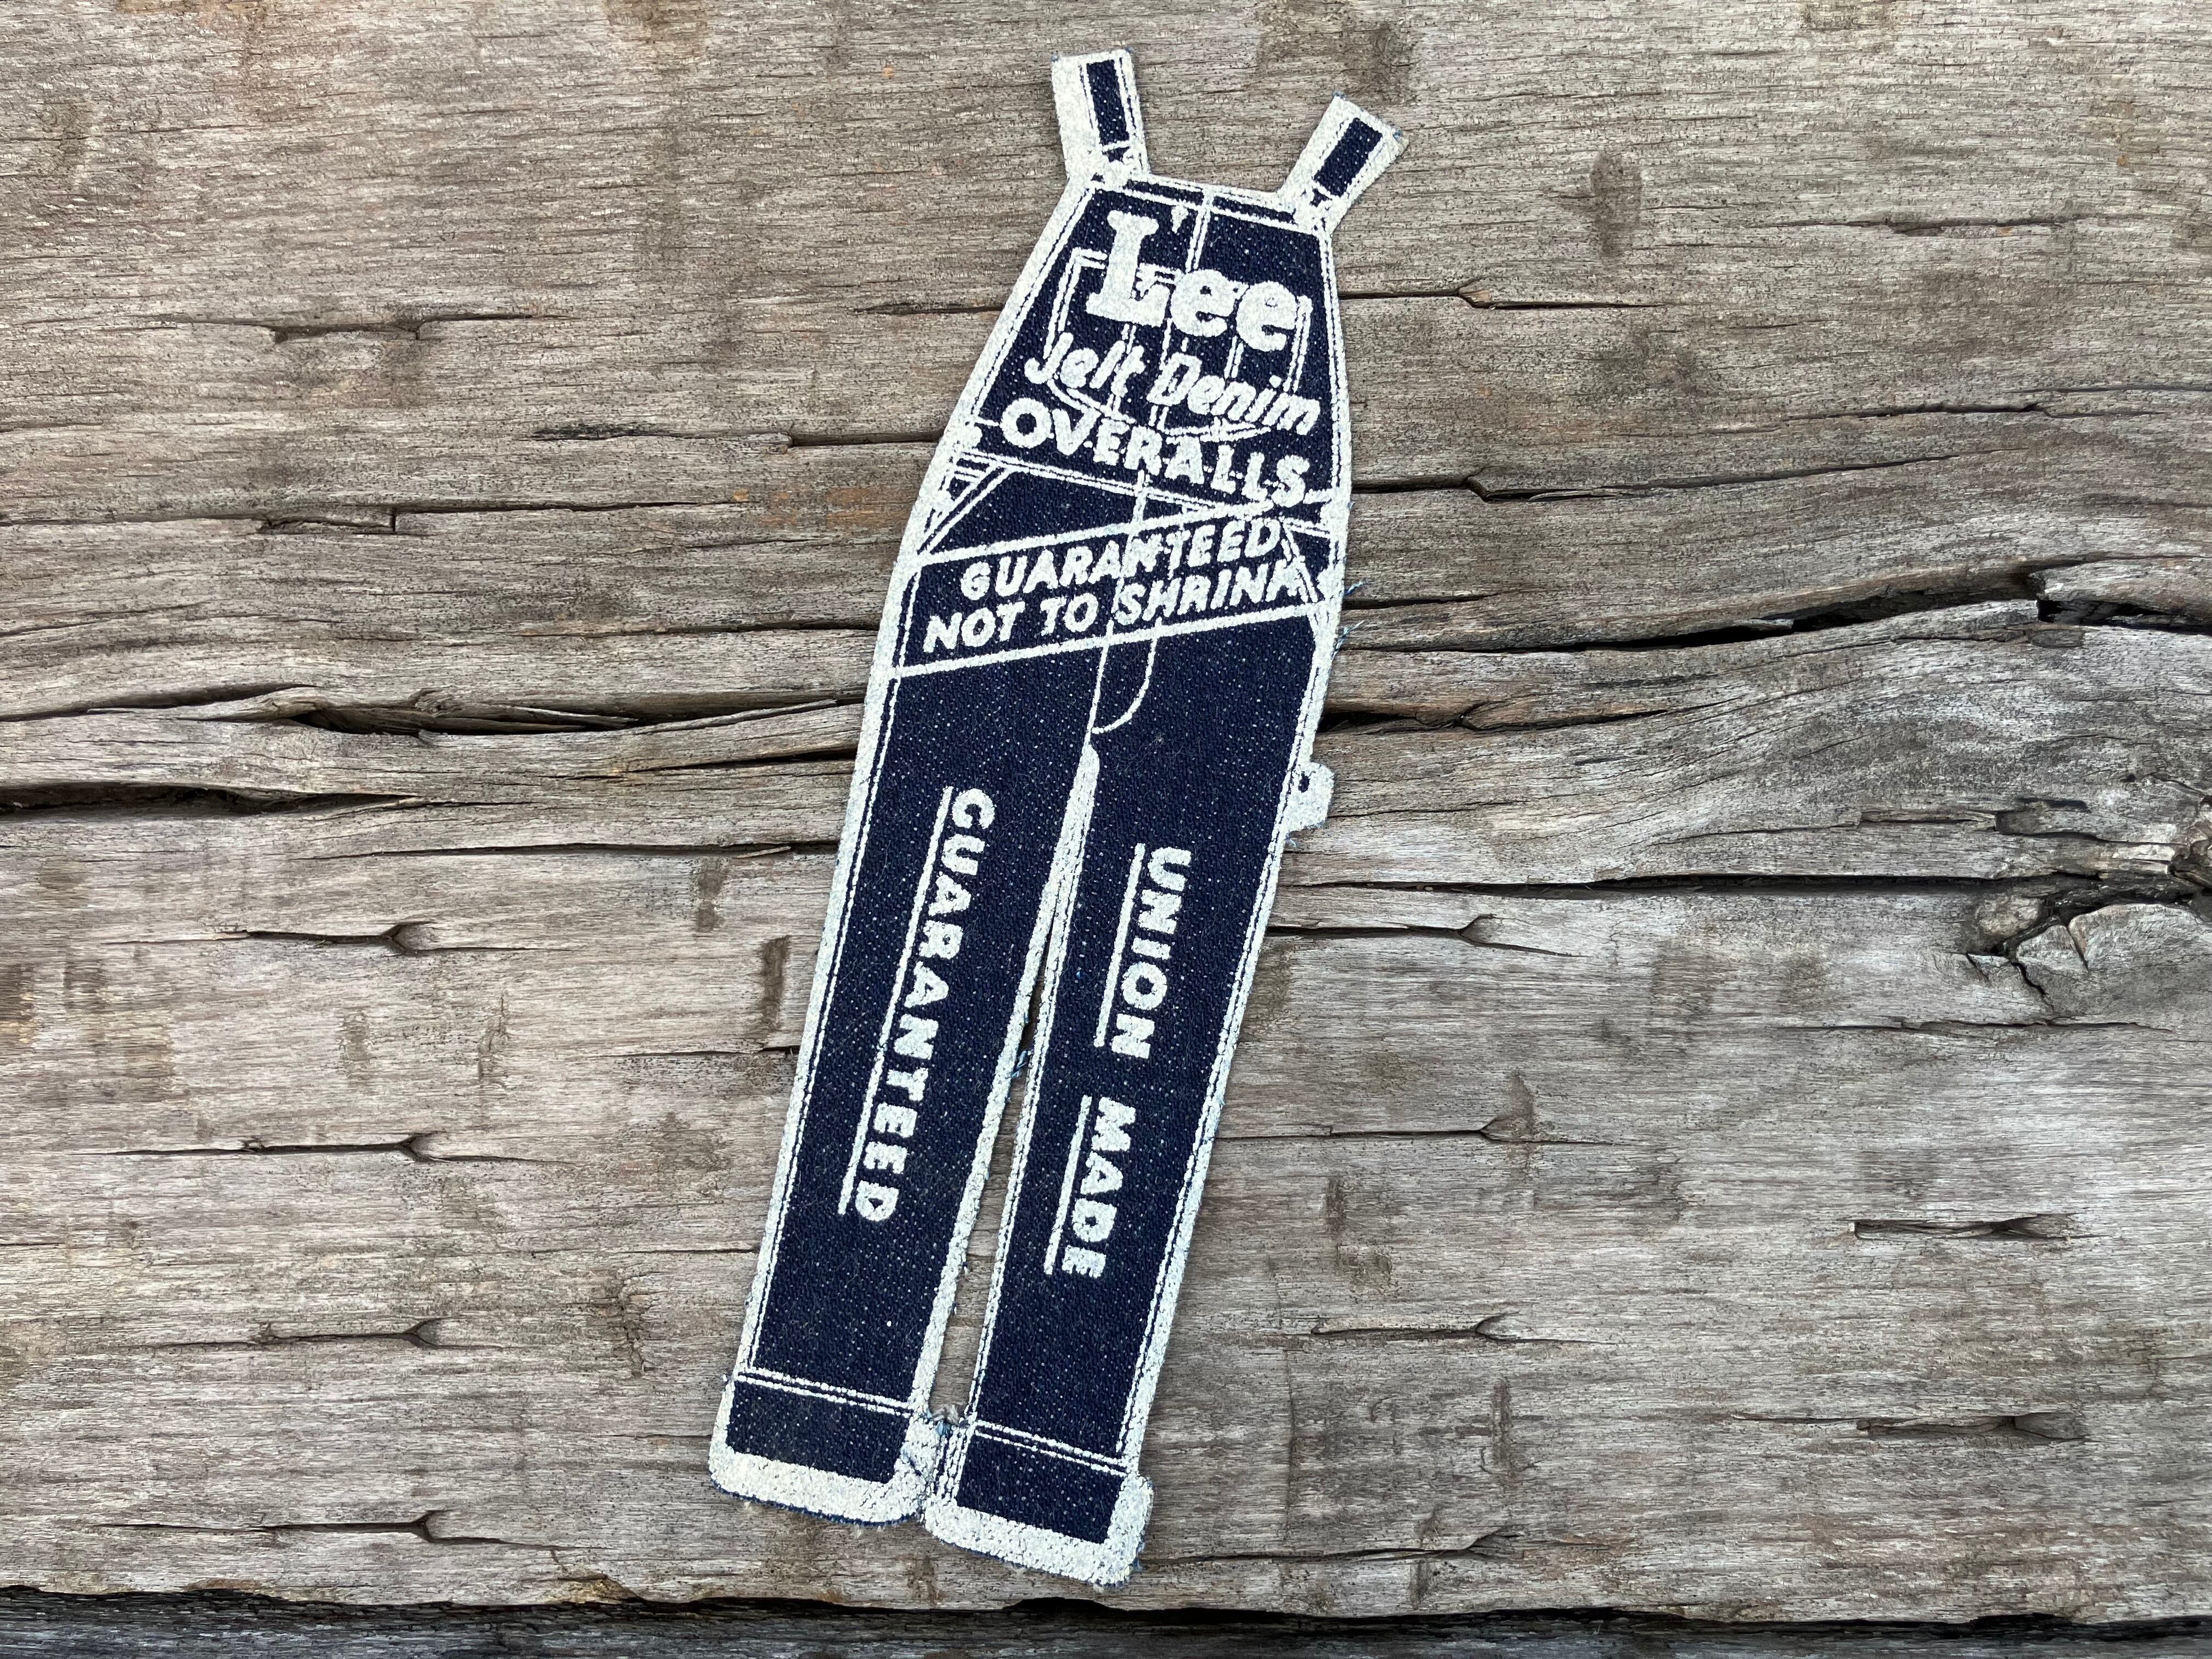 Lee
Jelt Denim
OVERALLS
GUARANTEED
NOT TO SHRINK
GUARANTEED
UNION MADE